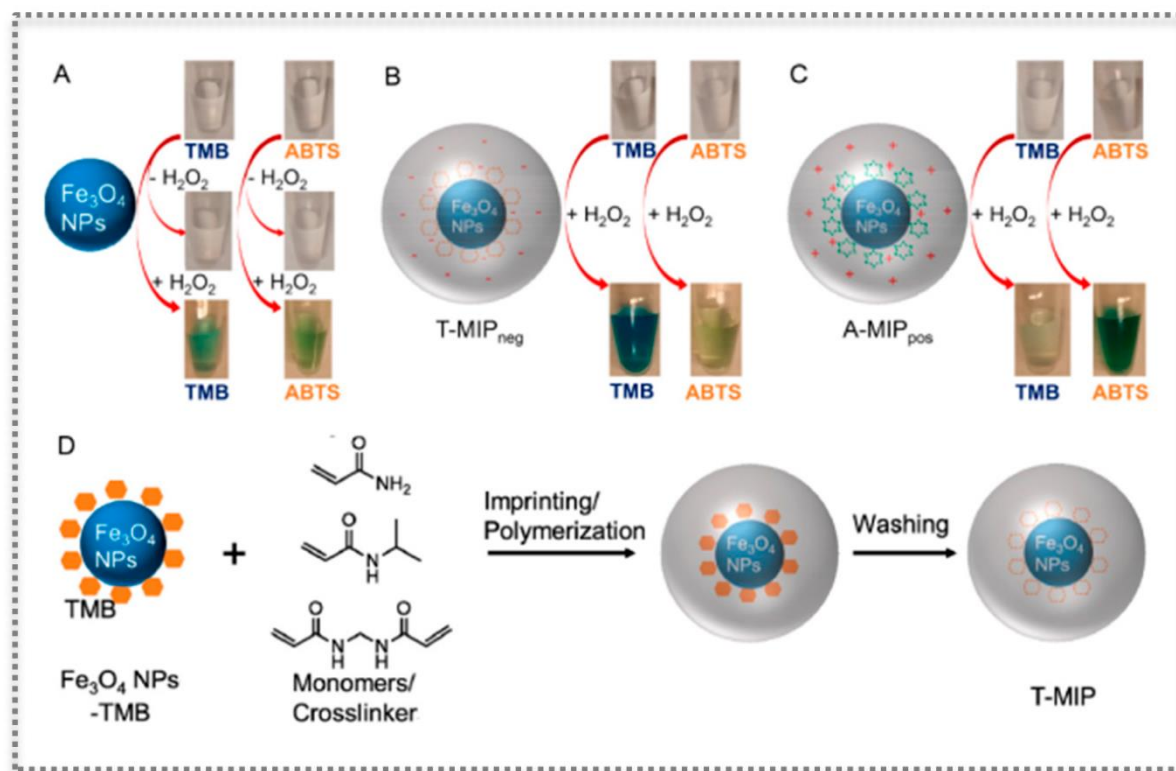 A
TMB
ABTS
Fe₃O₄
NPs
- H₂O₂
- H₂O₂
+ H₂O₂
+ H₂O₂
TMB
ABTS
B
TMB
ABTS
Fe₃O₄
NPs
+ H₂O₂
+ H₂O₂
T-MIPneg
TMB
ABTS
C
TMB
ABTS
Fe₃O₄
NPs
+ H₂O₂
+ H₂O₂
A-MIPpos
TMB
ABTS
D
Fe₃O₄
NPs
TMB
Fe₃O₄ NPs
-TMB
+
O
NH₂
O
N
H
O
O
N
H
N
H
Monomers/
Crosslinker
Imprinting/
Polymerization
Fe₃O₄
NPs
Washing
Fe₃O₄
NPs
T-MIP